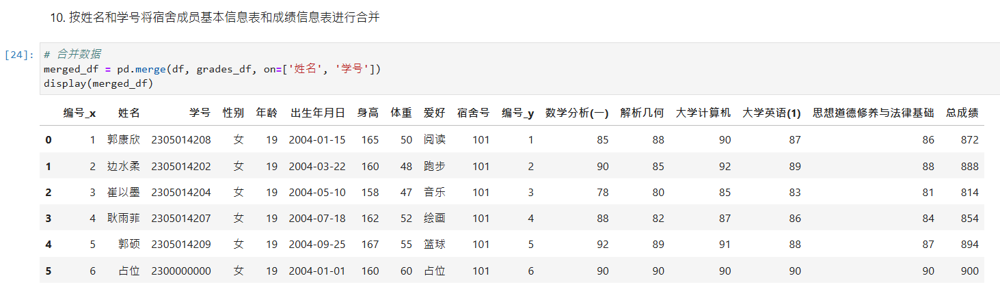 10. 按姓名和学号将宿舍成员基本信息表和成绩信息表进行合并
[24]: # 合并数据
merged_df = pd.merge(df, grades_df, on=['姓名', '学号'])
display(merged_df)
编号_x 姓名 学号 性别 年龄 出生年月日 身高 体重 爱好 宿舍号 编号_y 数学分析(一) 解析几何 大学计算机 大学英语(1) 思想道德修养与法律基础 总成绩
0 1 郭康欣 2305014208 女 19 2004-01-15 165 50 阅读 101 1 85 88 90 87 86 872
1 2 边水柔 2305014202 女 19 2004-03-22 160 48 跑步 101 2 90 85 92 89 88 888
2 3 崔以墨 2305014204 女 19 2004-05-10 158 47 音乐 101 3 78 80 85 83 81 814
3 4 耿雨菲 2305014207 女 19 2004-07-18 162 52 绘画 101 4 88 82 87 86 84 854
4 5 郭硕 2305014209 女 19 2004-09-25 167 55 篮球 101 5 92 89 91 88 87 894
5 6 占位 2300000000 女 19 2004-01-01 160 60 占位 101 6 90 90 90 90 90 900